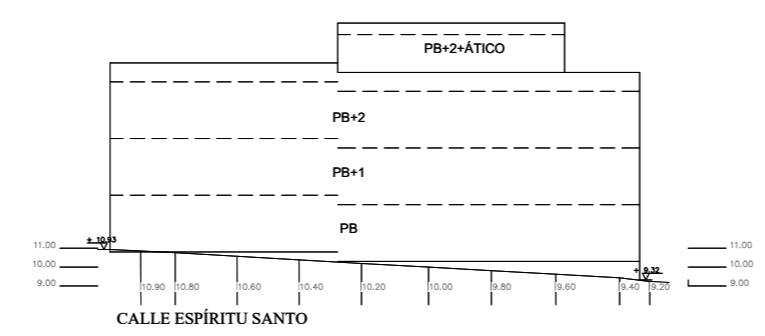 PB+2+ÁTICO
PB+2
PB+1
PB
+ 10,93
11.00
10.00
9.00
+ 9,32
11.00
10.00
9.00
10.90 10.80 10.60 10.40 10.20 10.00 9.80 9.60 9.40 9.20
CALLE ESPÍRITU SANTO